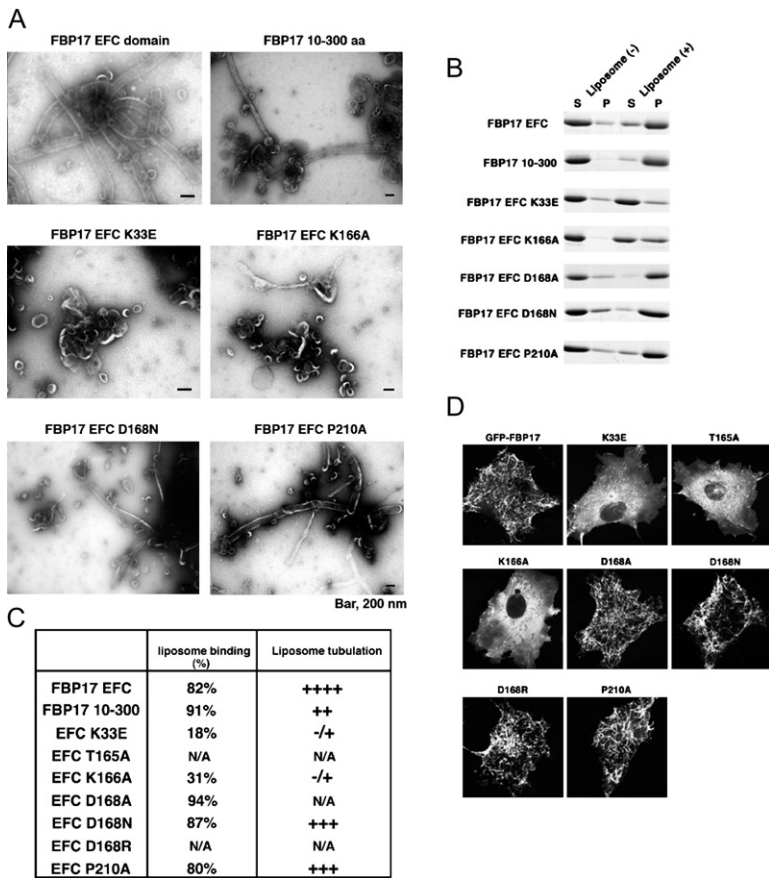 A
FBP17 EFC domain
FBP17 10-300 aa
FBP17 EFC K33E
FBP17 EFC K166A
FBP17 EFC D168N
FBP17 EFC P210A
Bar, 200 nm
B
Liposome (-)
Liposome (+)
S P S P
FBP17 EFC
FBP17 10-300
FBP17 EFC K33E
FBP17 EFC K166A
FBP17 EFC D168A
FBP17 EFC D168N
FBP17 EFC P210A
C
liposome binding (%) Liposome tubulation
FBP17 EFC 82% ++++
FBP17 10-300 91% ++
EFC K33E 18% -/+
EFC T165A N/A N/A
EFC K166A 31% -/+
EFC D168A 94% N/A
EFC D168N 87% +++
EFC D168R N/A N/A
EFC P210A 80% +++
D
GFP-FBP17 K33E T165A
K166A D168A D168N
D168R P210A